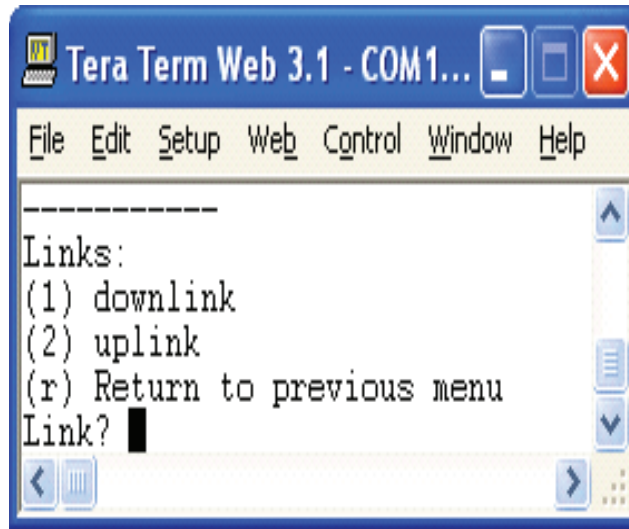 Tera Term Web 3.1 - COM1...
File Edit Setup Web Control Window Help
-----------
Links:
(1) downlink
(2) uplink
(r) Return to previous menu
Link?